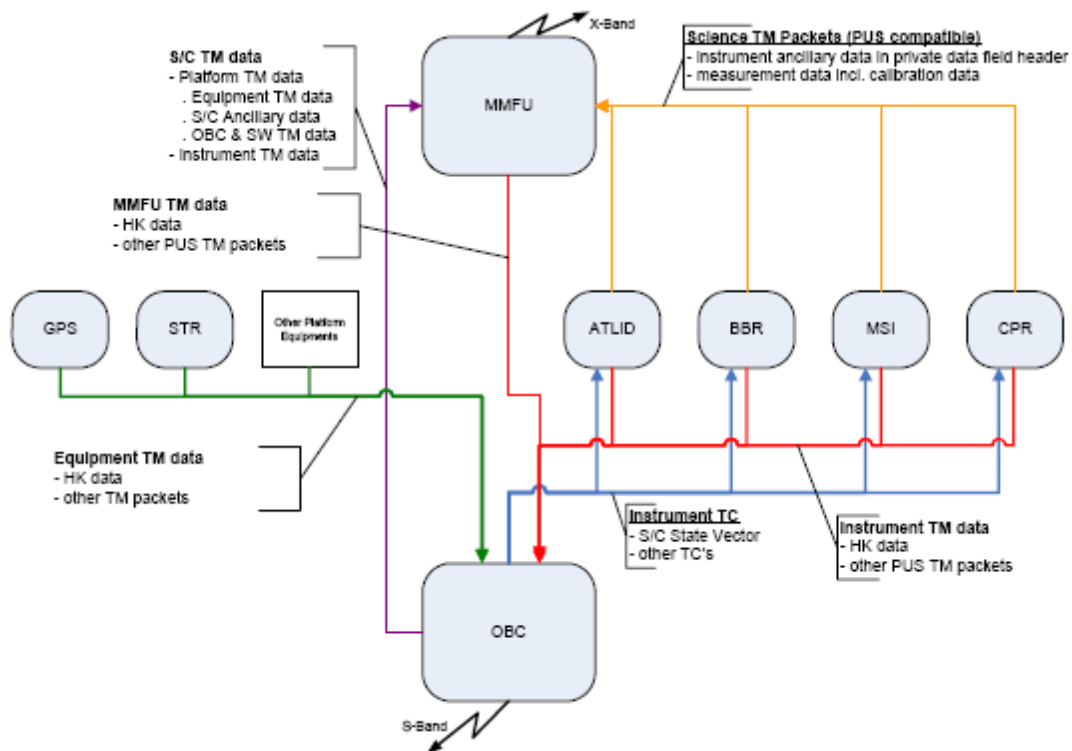 X-Band
S/C TM data
- Platform TM data
. Equipment TM data
. S/C Ancillary data
. OBC & SW TM data
- Instrument TM data
MMFU
Science TM Packets (PUS compatible)
- Instrument ancillary data in private data field header
- measurement data incl. calibration data
MMFU TM data
- HK data
- other PUS TM packets
GPS
STR
Other Platform
Equipments
ATLID
BBR
MSI
CPR
Equipment TM data
- HK data
- other TM packets
Instrument TC
- S/C State Vector
- other TC's
Instrument TM data
- HK data
- other PUS TM packets
OBC
S-Band